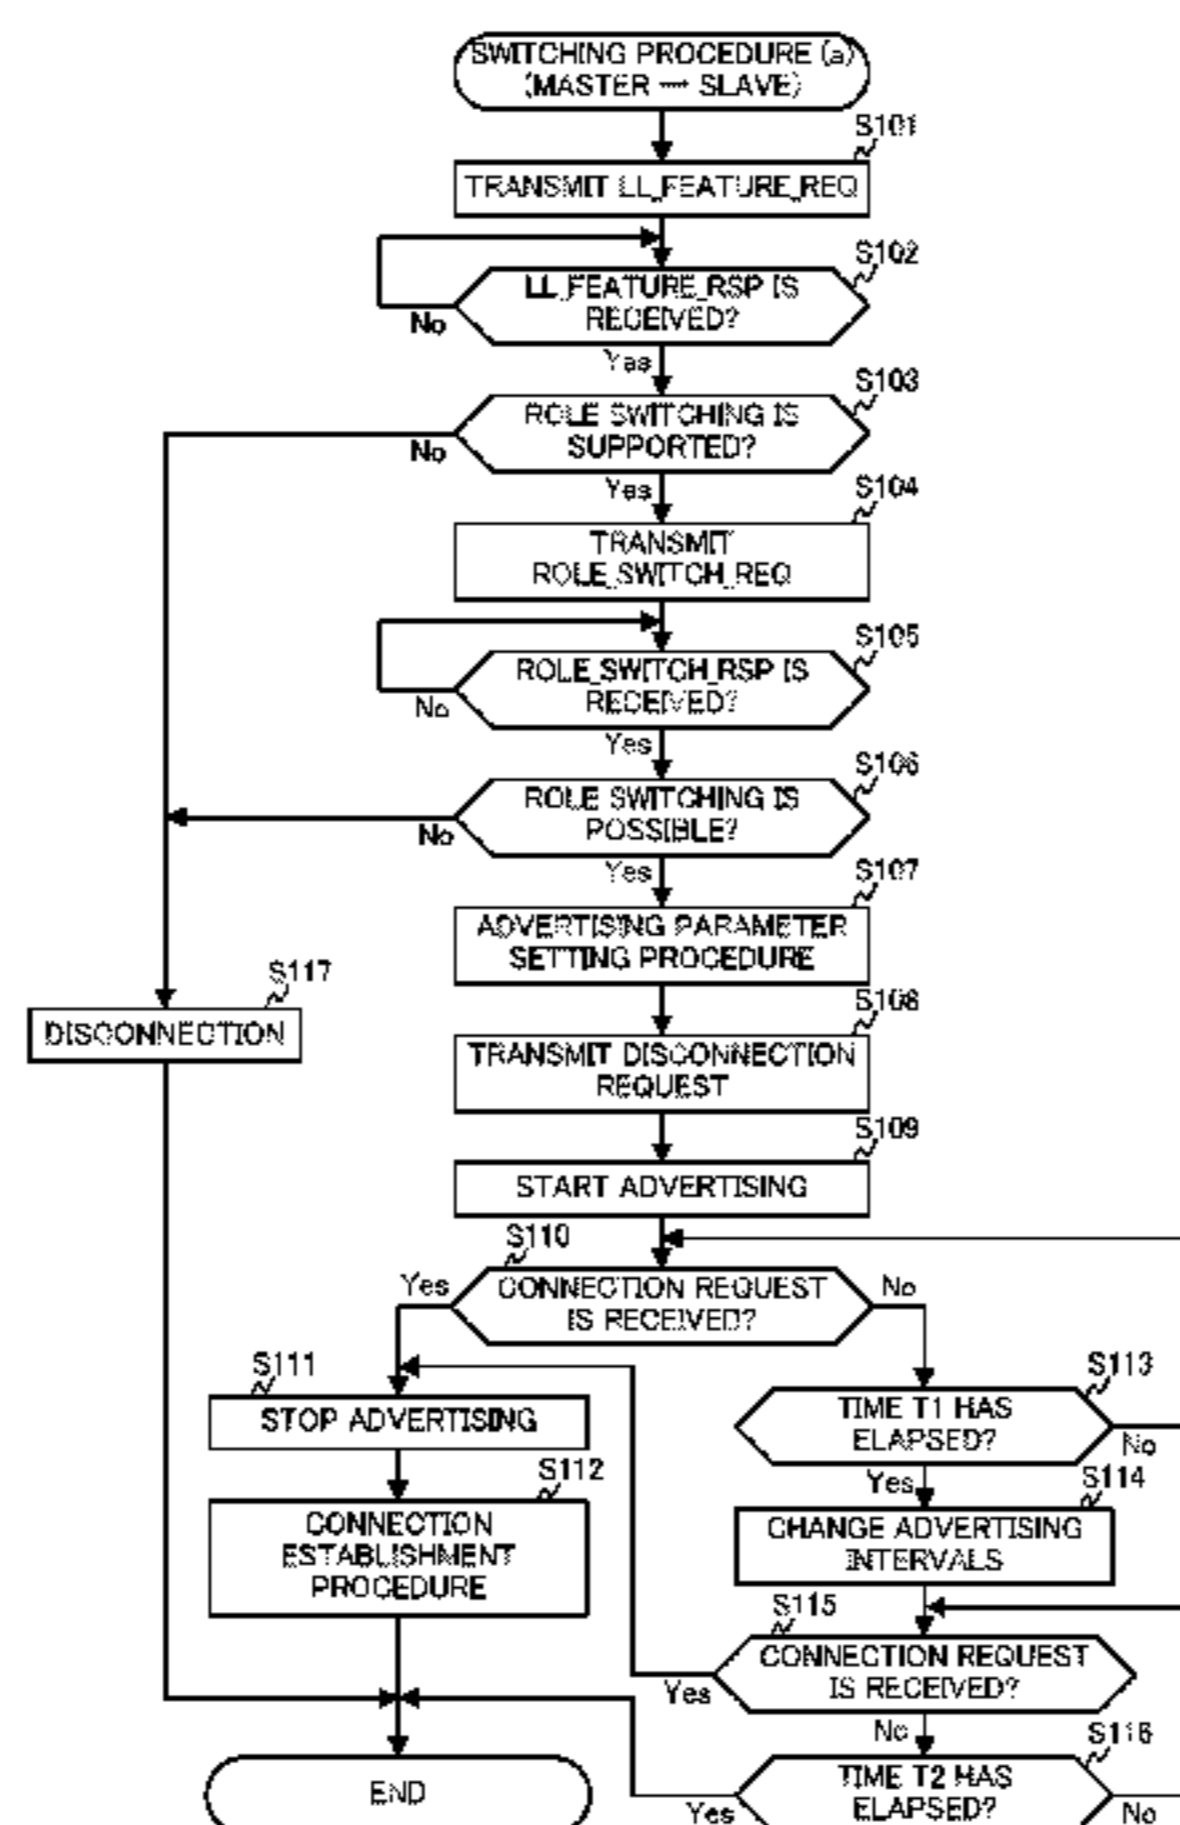 SWITCHING PROCEDURE (a)
(MASTER → SLAVE)
S101
TRANSMIT LL_FEATURE_REQ
S102
LL_FEATURE_RSP IS
RECEIVED?
No
Yes
S103
ROLE SWITCHING IS
SUPPORTED?
No
Yes
S104
TRANSMIT
ROLE_SWITCH_REQ
S105
ROLE_SWITCH_RSP IS
RECEIVED?
No
Yes
S106
ROLE SWITCHING IS
POSSIBLE?
No
Yes
S107
ADVERTISING PARAMETER
SETTING PROCEDURE
S117
DISCONNECTION
S108
TRANSMIT DISCONNECTION
REQUEST
S109
START ADVERTISING
S110
Yes
CONNECTION REQUEST
IS RECEIVED?
No
S111
STOP ADVERTISING
S113
TIME T1 HAS
ELAPSED?
No
Yes
S112
CONNECTION
ESTABLISHMENT
PROCEDURE
S114
CHANGE ADVERTISING
INTERVALS
S115
CONNECTION REQUEST
IS RECEIVED?
Yes
No
S116
TIME T2 HAS
ELAPSED?
Yes
No
END